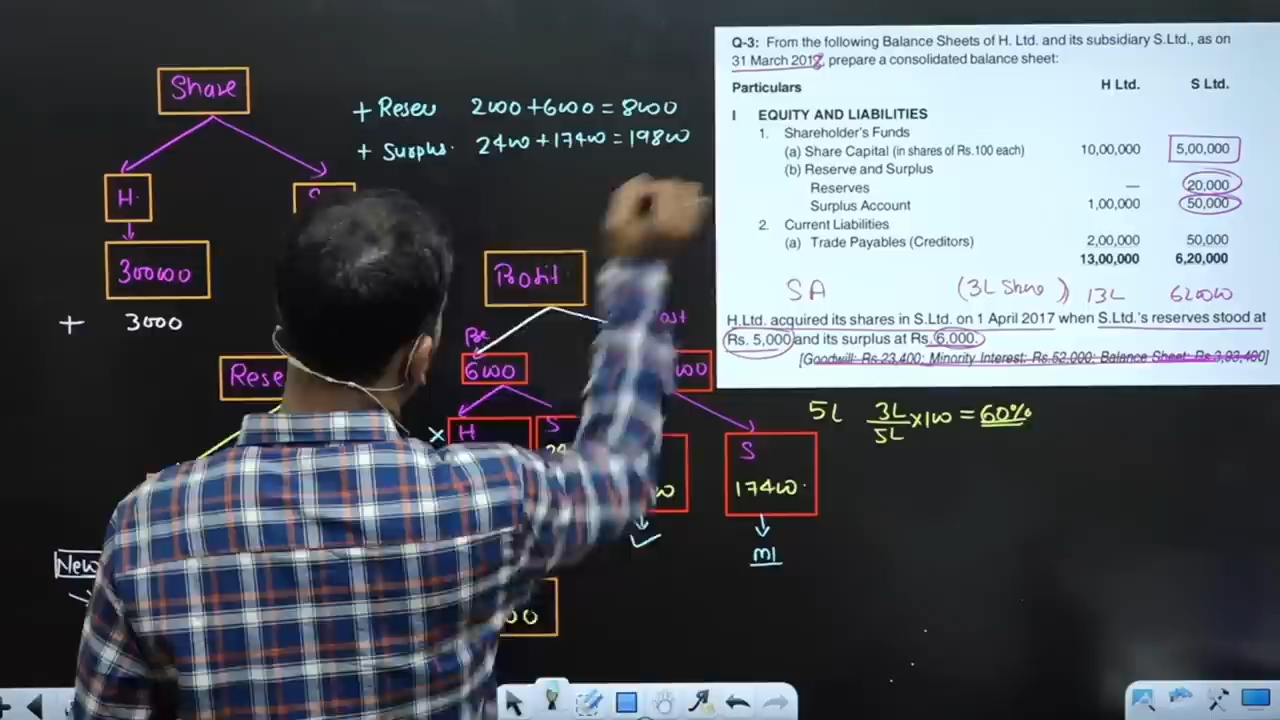 Share
H.
300000
+ 3000
+ Reser 2000+6000=8000
+ Surplus. 2400+17400=19800
Profit
Pre
6000
H
S
S
17400.
MI
Rese
New
5L 3L/5L x100 = 60%
Q-3: From the following Balance Sheets of H. Ltd. and its subsidiary S.Ltd., as on
31 March 2018, prepare a consolidated balance sheet:
Particulars H Ltd. S Ltd.
I EQUITY AND LIABILITIES
1. Shareholder's Funds
(a) Share Capital (in shares of Rs.100 each) 10,00,000 5,00,000
(b) Reserve and Surplus
Reserves — 20,000
Surplus Account 1,00,000 50,000
2. Current Liabilities
(a) Trade Payables (Creditors) 2,00,000 50,000
13,00,000 6,20,000
SA (3L Share) 13L 620000
H.Ltd. acquired its shares in S.Ltd. on 1 April 2017 when S.Ltd.'s reserves stood at
Rs. 5,000 and its surplus at Rs. 6,000.
[Goodwill: Rs.23,400; Minority Interest: Rs.52,000; Balance Sheet: Rs.3,93,400]